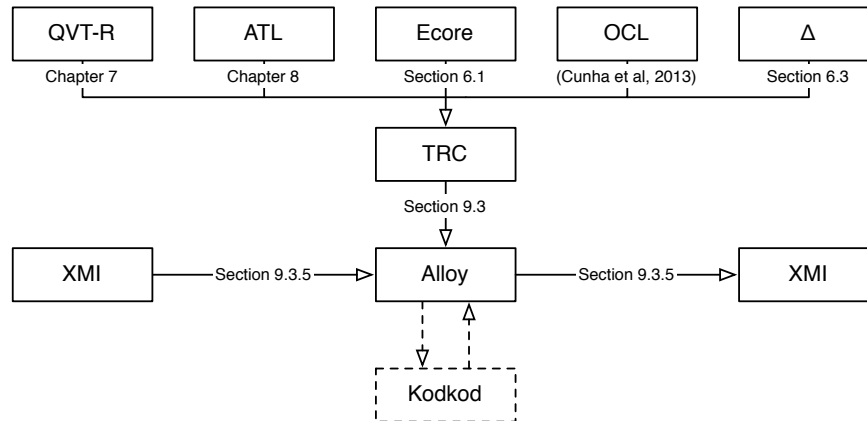 QVT-R ATL Ecore OCL Δ
Chapter 7 Chapter 8 Section 6.1 (Cunha et al, 2013) Section 6.3
TRC
Section 9.3
XMI Section 9.3.5 Alloy Section 9.3.5 XMI
Kodkod